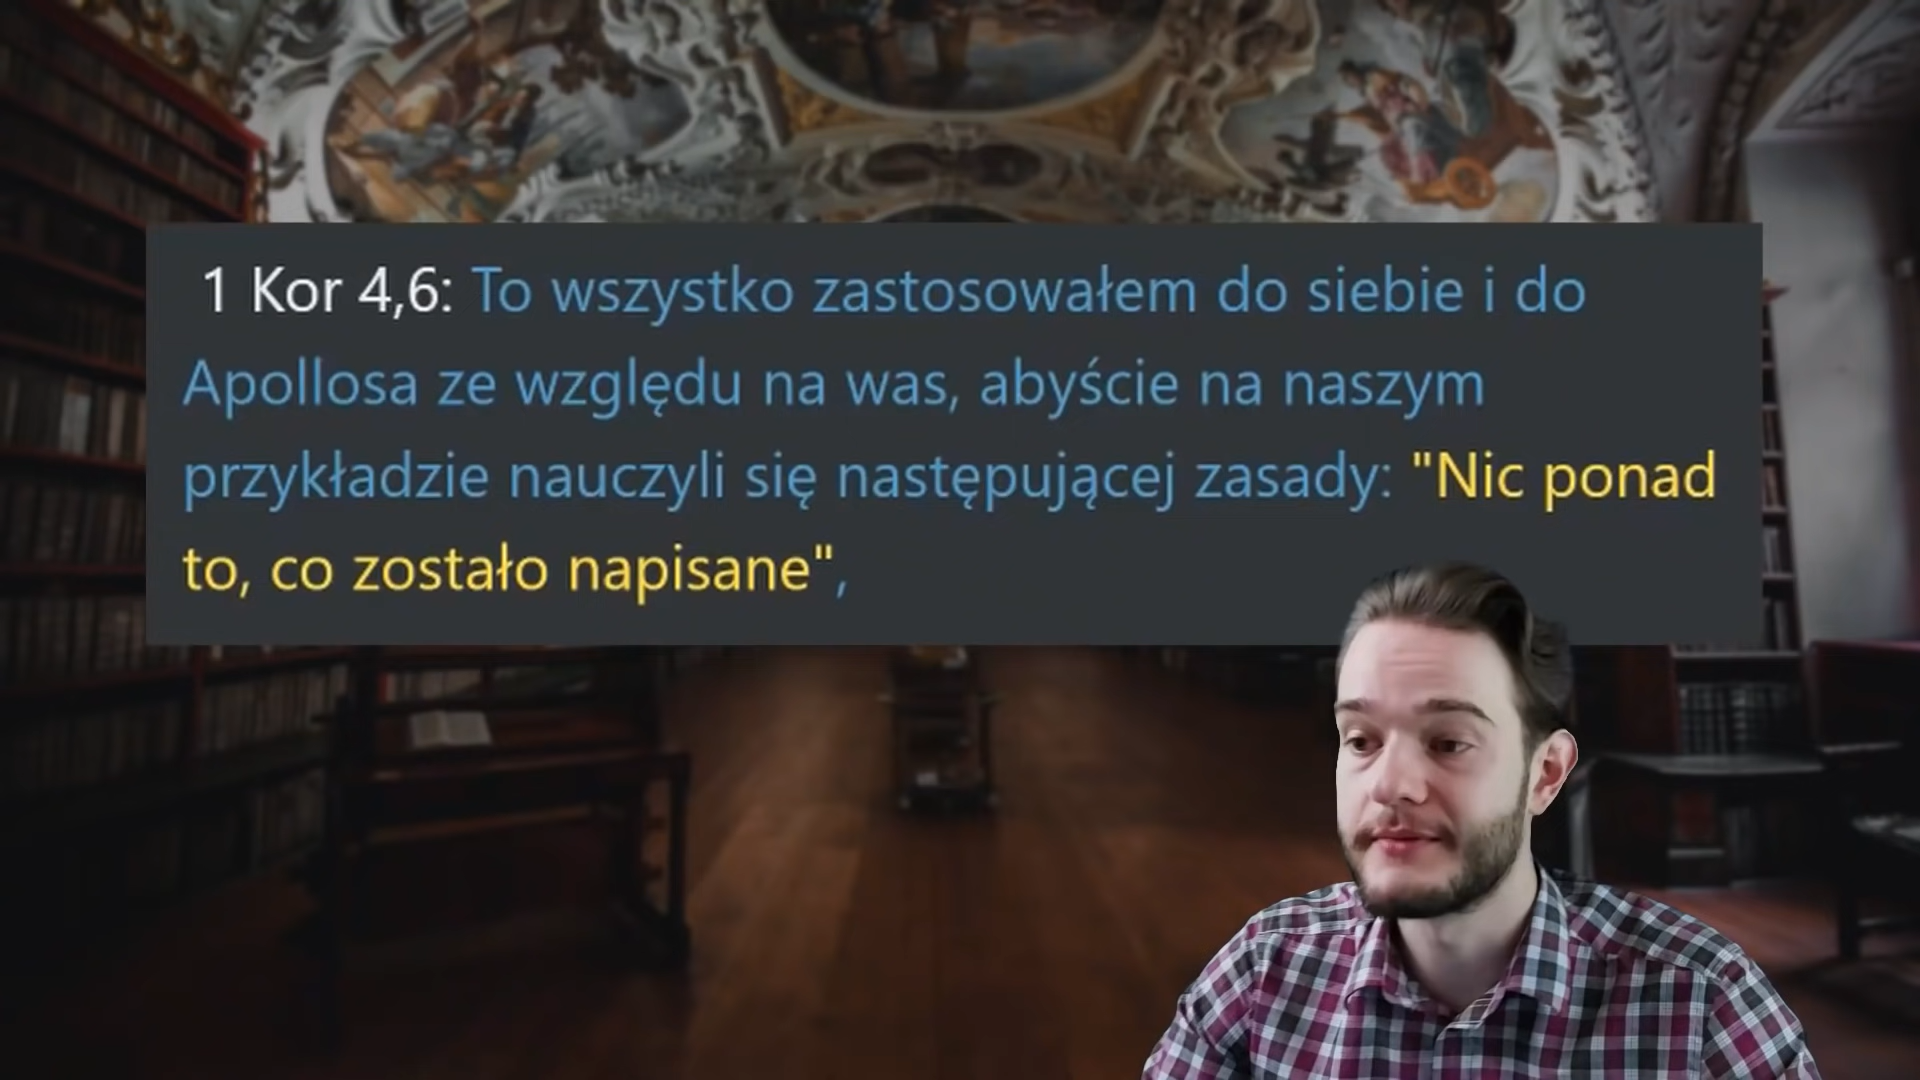 1 Kor 4,6: To wszystko zastosowałem do siebie i do
Apollosa ze względu na was, abyście na naszym
przykładzie nauczyli się następującej zasady: "Nic ponad
to, co zostało napisane",